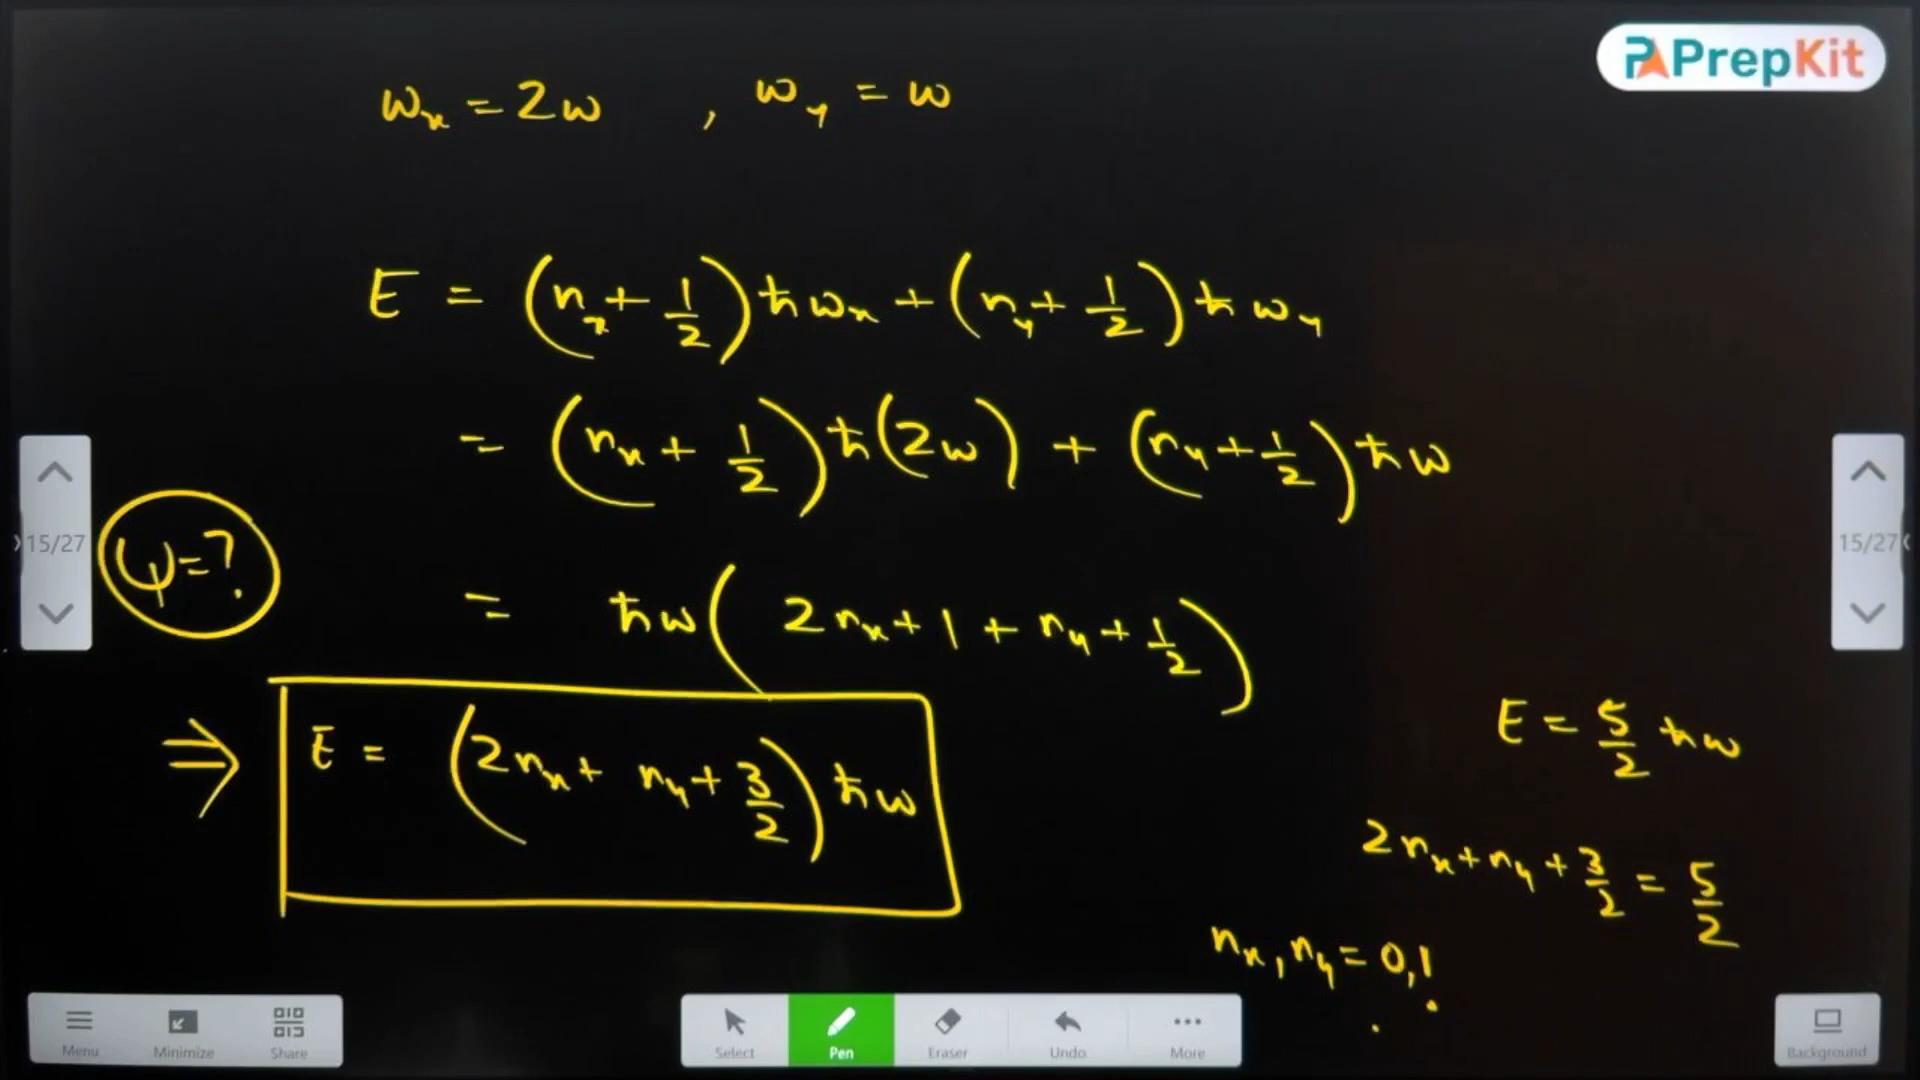 PrepKit
ωx = 2ω , ωy = ω
E = (nx + 1/2) ħωx + (ny + 1/2) ħωy
= (nx + 1/2) ħ(2ω) + (ny + 1/2) ħω
15/27
ψ=?
15/27
= ħω( 2nx + 1 + ny + 1/2 )
⇒ E = (2nx + ny + 3/2) ħω
E = 5/2 ħω
2nx + ny + 3/2 = 5/2
nx, ny = 0,1
Menu Minimize Share Select Pen Eraser Undo More Background